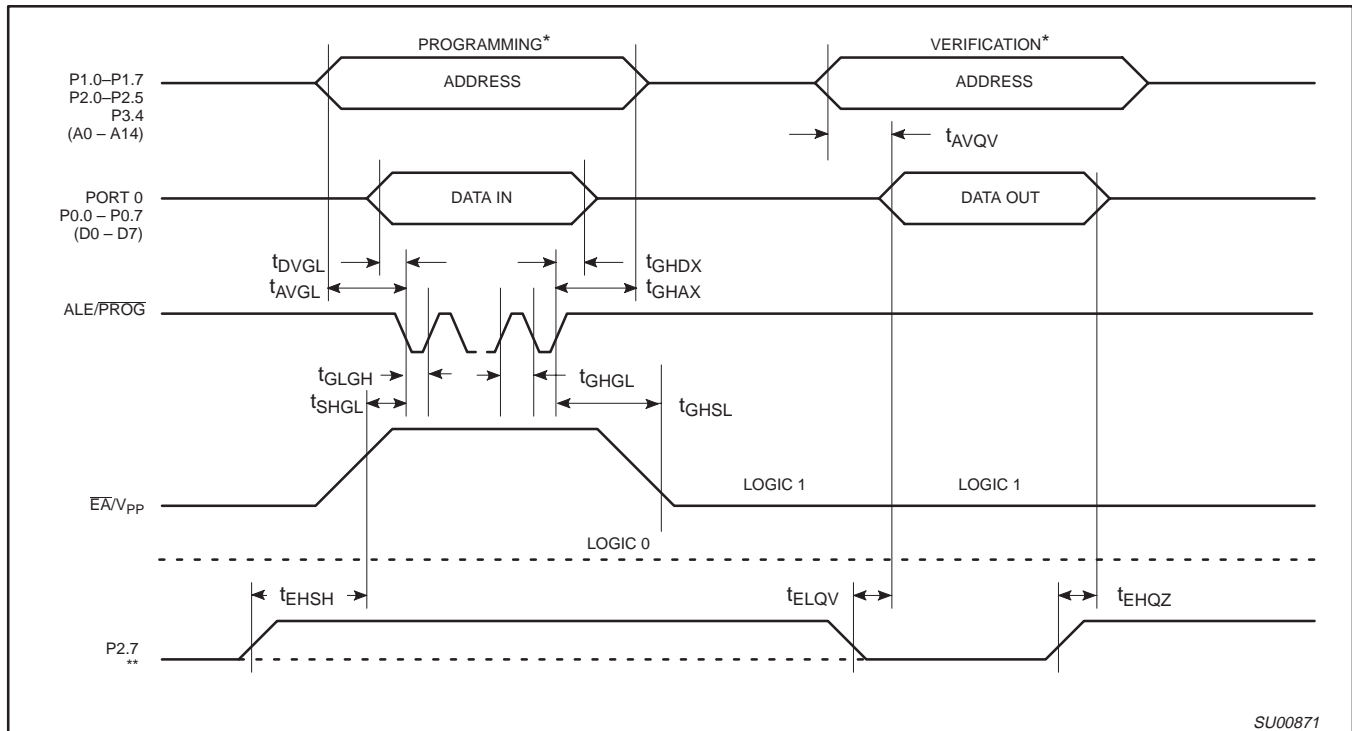 PROGRAMMING*
VERIFICATION*
P1.0–P1.7
P2.0–P2.5
P3.4
(A0 – A14)
ADDRESS
ADDRESS
tAVQV
PORT 0
P0.0 – P0.7
(D0 – D7)
DATA IN
DATA OUT
tDVGL
tGHDX
tAVGL
tGHAX
ALE/PROG
tGLGH
tGHGL
tSHGL
tGHSL
LOGIC 1
LOGIC 1
EA/VPP
LOGIC 0
tEHSH
tELQV
tEHQZ
P2.7
**
SU00871